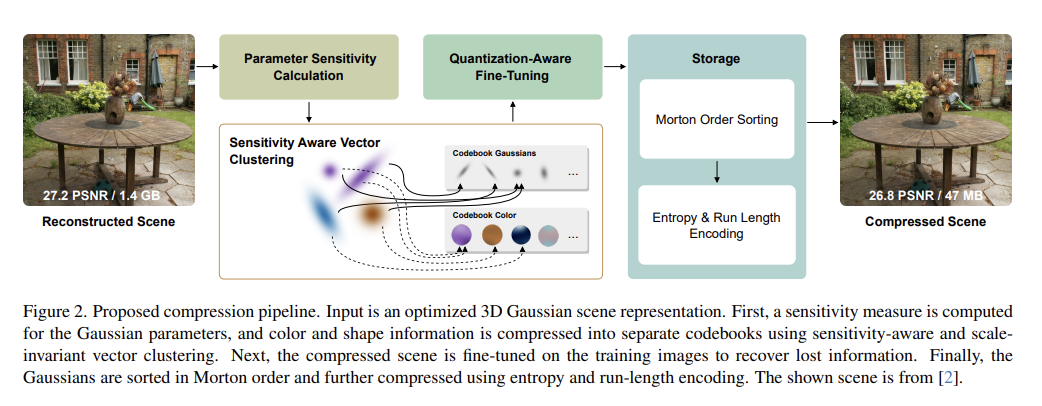 27.2 PSNR / 1.4 GB
Reconstructed Scene
Parameter Sensitivity
Calculation
Sensitivity Aware Vector
Clustering
Codebook Gaussians
...
Codebook Color
...
Quantization-Aware
Fine-Tuning
Storage
Morton Order Sorting
Entropy & Run Length
Encoding
26.8 PSNR / 47 MB
Compressed Scene
Figure 2. Proposed compression pipeline. Input is an optimized 3D Gaussian scene representation. First, a sensitivity measure is computed
for the Gaussian parameters, and color and shape information is compressed into separate codebooks using sensitivity-aware and scale-
invariant vector clustering. Next, the compressed scene is fine-tuned on the training images to recover lost information. Finally, the
Gaussians are sorted in Morton order and further compressed using entropy and run-length encoding. The shown scene is from [2].